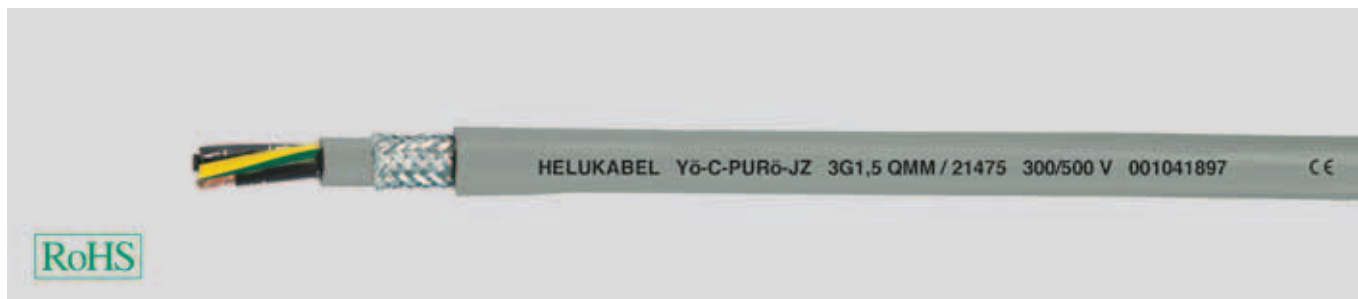 HELUKABEL Yö-C-PURö-JZ 3G1,5 QMM / 21475 300/500 V 001041897 CE
RoHS